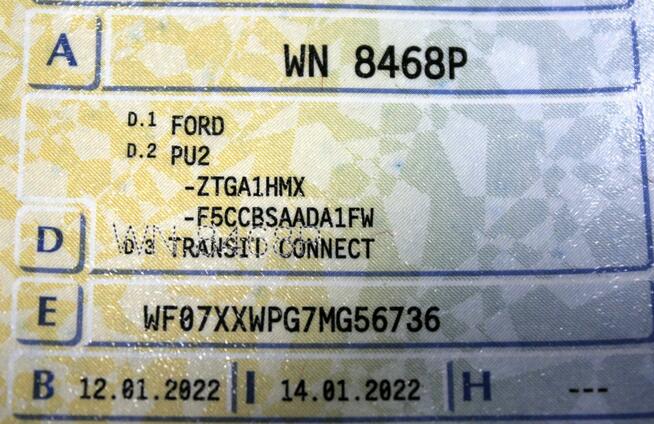 A WN 8468P
D.1 FORD
D.2 PU2
-ZTGA1HMX
-F5CCBSAADA1FW
D D.3 TRANSIT CONNECT
E WF07XXWPG7MG56736
B 12.01.2022 I 14.01.2022 H ---